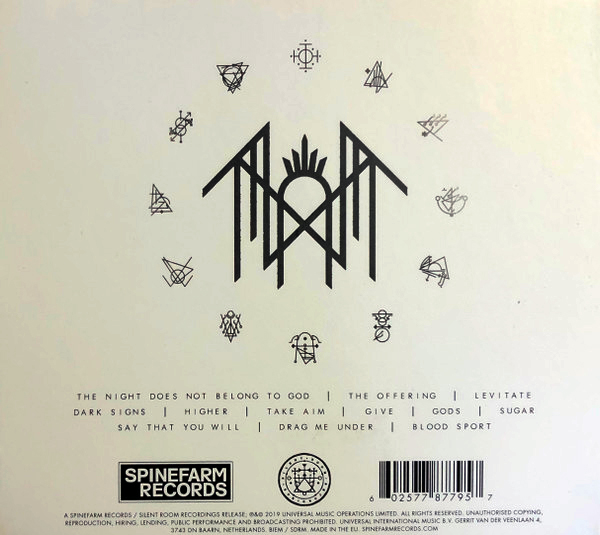 THE NIGHT DOES NOT BELONG TO GOD | THE OFFERING | LEVITATE
DARK SIGNS | HIGHER | TAKE AIM | GIVE | GODS | SUGAR
SAY THAT YOU WILL | DRAG ME UNDER | BLOOD SPORT
SPINEFARM
RECORDS
6 02577 87795 7
A SPINEFARM RECORDS / SILENT ROOM RECORDINGS RELEASE; ℗&© 2019 UNIVERSAL MUSIC OPERATIONS LIMITED. ALL RIGHTS RESERVED. UNAUTHORISED COPYING,
REPRODUCTION, HIRING, LENDING, PUBLIC PERFORMANCE AND BROADCASTING PROHIBITED. UNIVERSAL INTERNATIONAL MUSIC B.V. GERRIT VAN DER VEENLAAN 4,
3743 DN BAARN, NETHERLANDS. BIEM / SDRM. MADE IN THE EU. SPINEFARMRECORDS.COM